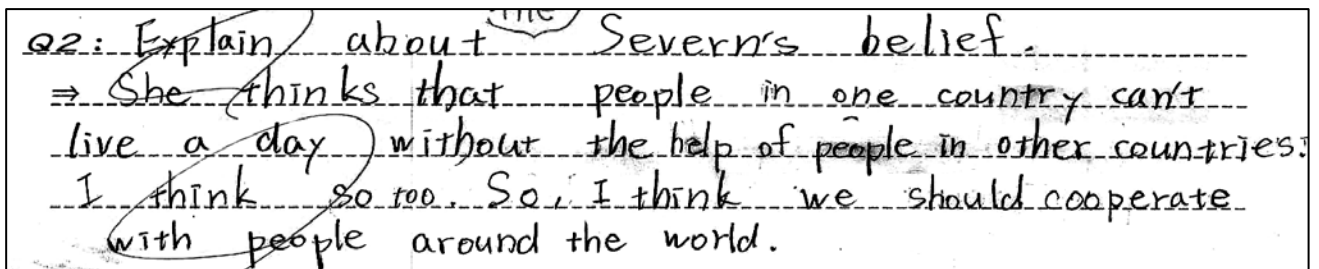 the
Q2: Explain about Severn's belief.
⇒ She thinks that people in one country can't
live a day without the help of people in other countries.
I think so too. So, I think we should cooperate
with people around the world.